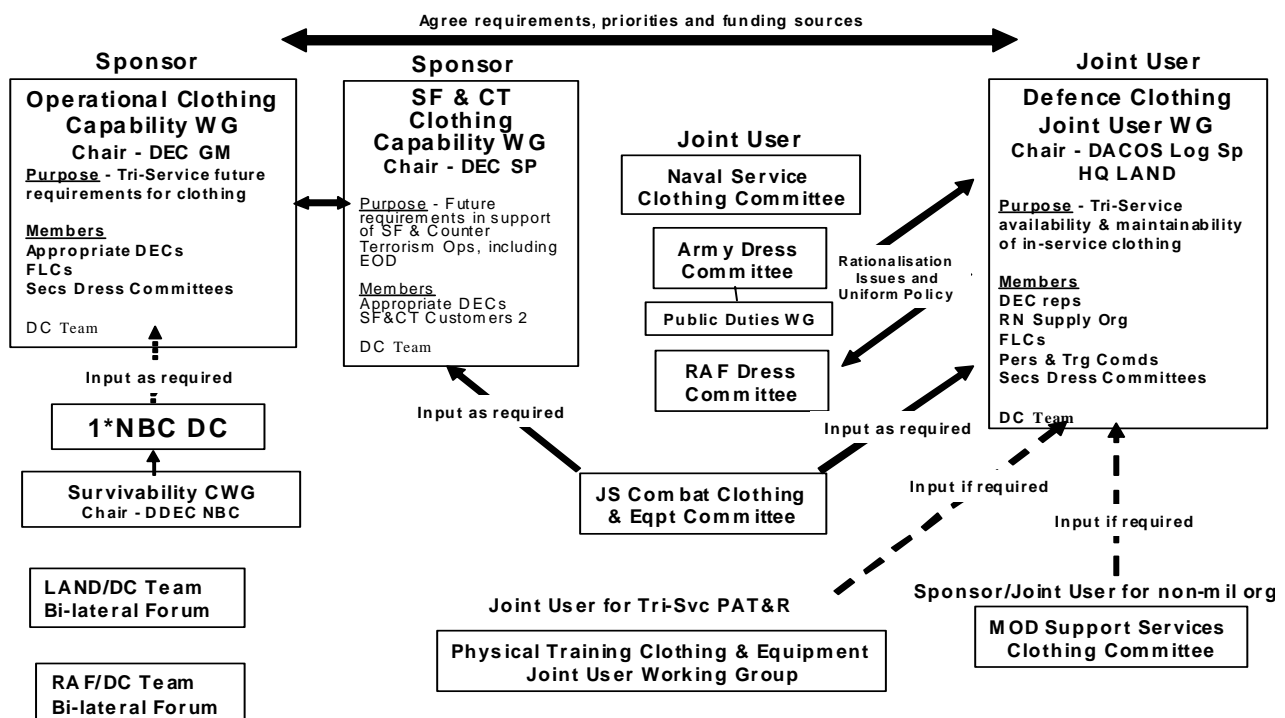 Agree requirements, priorities and funding sources
Sponsor
Operational Clothing
Capability WG
Chair - DEC GM
Purpose - Tri-Service future
requirements for clothing
Members
Appropriate DECs
FLCs
Secs Dress Committees
DC Team
Input as required
1*NBC DC
Survivability CWG
Chair - DDEC NBC
LAND/DC Team
Bi-lateral Forum
RAF/DC Team
Bi-lateral Forum
Sponsor
SF & CT
Clothing
Capability WG
Chair - DEC SP
Purpose - Future
requirements in support
of SF & Counter
Terrorism Ops, including
EOD
Members
Appropriate DECs
SF&CT Customers 2
DC Team
Input as required
Joint User
Naval Service
Clothing Committee
Army Dress
Committee
Public Duties WG
RAF Dress
Committee
Rationalisation
Issues and
Uniform Policy
Input as required
JS Combat Clothing
& Eqpt Committee
Joint User
Defence Clothing
Joint User WG
Chair - DACOS Log Sp
HQ LAND
Purpose - Tri-Service
availability & maintainability
of in-service clothing
Members
DEC reps
RN Supply Org
FLCs
Pers & Trg Comds
Secs Dress Committees
DC Team
Input if required
Input if required
Joint User for Tri-Svc PAT&R
Physical Training Clothing & Equipment
Joint User Working Group
Sponsor/Joint User for non-mil org
MOD Support Services
Clothing Committee